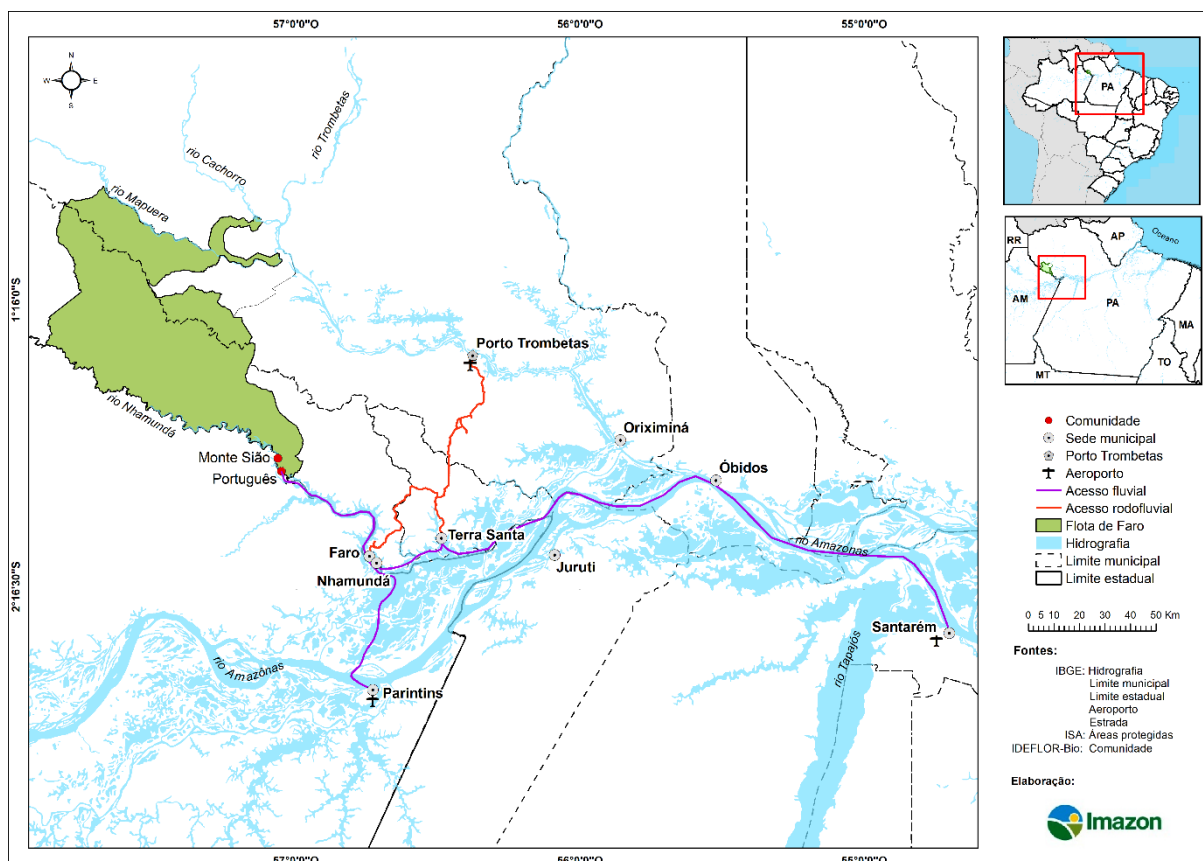 57°0'0"O
56°0'0"O
55°0'0"O
N
W
E
S
rio Trombetas
rio Cachorro
rio Mapuera
1°16'0"S
Porto Trombetas
rio Nhamundá
Oriximiná
Monte Sião
Português
Óbidos
Terra Santa
rio Amazonas
Faro
Juruti
Nhamundá
2°16'30"S
Santarém
rio Tapajós
rio Amazonas
Parintins
57°0'0"O
56°0'0"O
55°0'0"O
PA
RR
AP
Oceano
AM
PA
MA
TO
MT
Comunidade
Sede municipal
Porto Trombetas
Aeroporto
Acesso fluvial
Acesso rodofluvial
Flota de Faro
Hidrografia
Limite municipal
Limite estadual
0 5 10 20 30 40 50 Km
Fontes:
IBGE: Hidrografia
Limite municipal
Limite estadual
Aeroporto
Estrada
ISA: Áreas protegidas
IDEFLOR-Bio: Comunidade
Elaboração:
Imazon